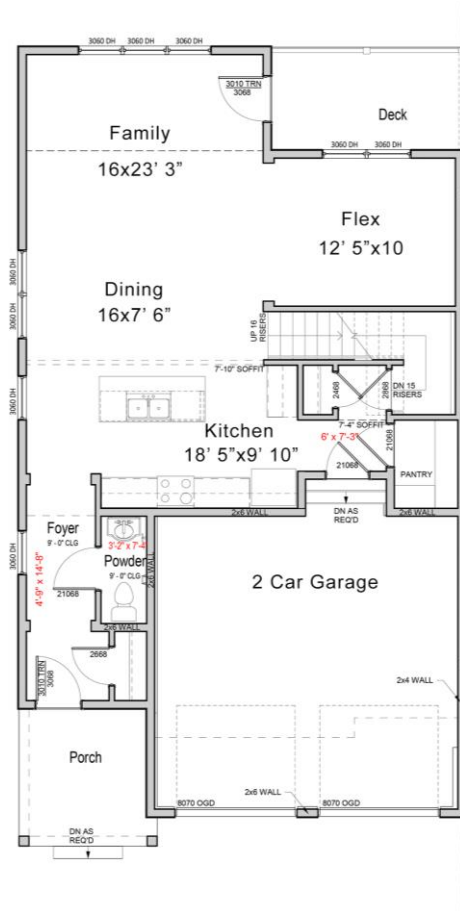 3060 DH 3060 DH 3060 DH
3010 TRN
3068
Deck
Family
16x23' 3"
3060 DH 3060 DH
Flex
12' 5"x10
3060 DH
3060 DH
Dining
16x7' 6"
UP 16
RISERS
7'-10" SOFFIT
2468
2868
DN 15
RISERS
3060 DH
7'-4" SOFFIT
6' x 7'-3"
21068
Kitchen
18' 5"x9' 10"
21068
PANTRY
DN AS
REQ'D
2x6 WALL
2x6 WALL
Foyer
9' - 0" CLG
3'-2" x 7'-4
Powder
9' - 0" CLG
2x6 WALL
3060 DH
4'-9" x 14'-8"
21068
2 Car Garage
2x6 WALL
2668
3010 TRN
3068
2x4 WALL
Porch
2x6 WALL
8070 OGD
8070 OGD
DN AS
REQ'D